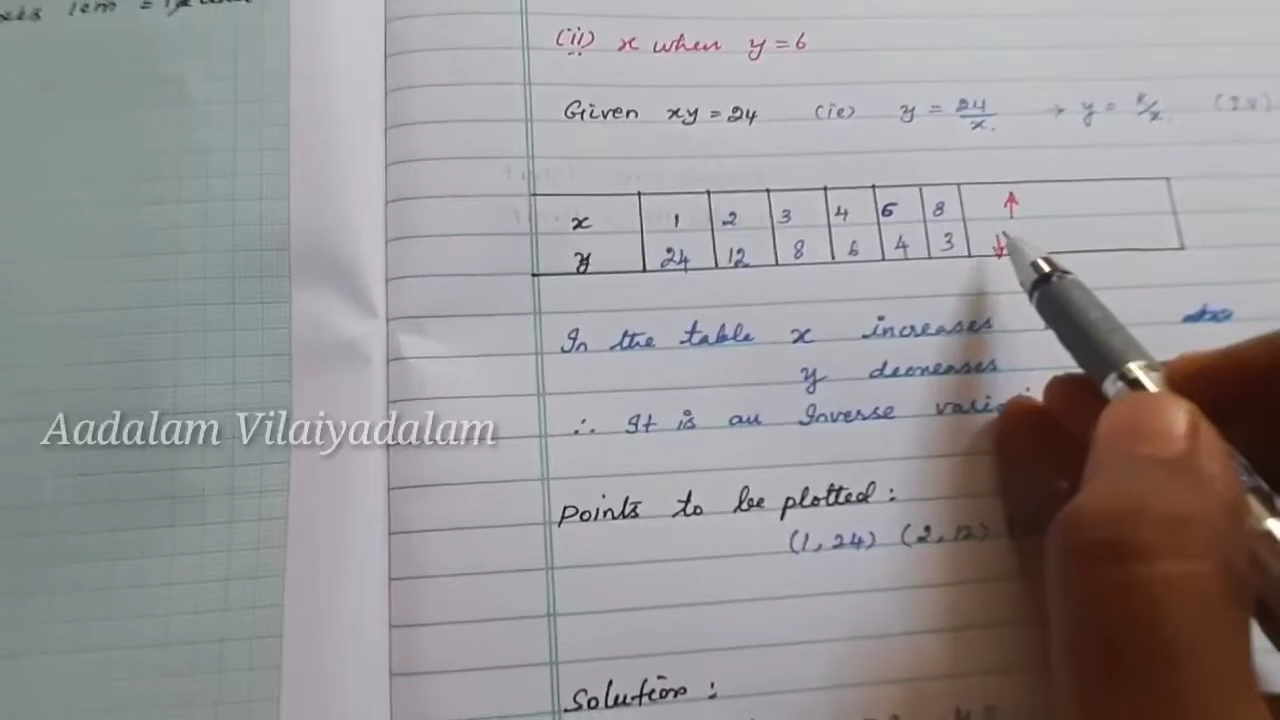 (ii) x when y = 6
Given xy = 24 (ie) y = 24/x. → y = k/x
x 1 2 3 4 6 8 ↑
y 24 12 8 6 4 3 ↓
In the table x increases
y decreases
∴ It is an Inverse
Aadalam Vilaiyadalam
Points to be plotted :
(1, 24) (2, 12)
Solution :